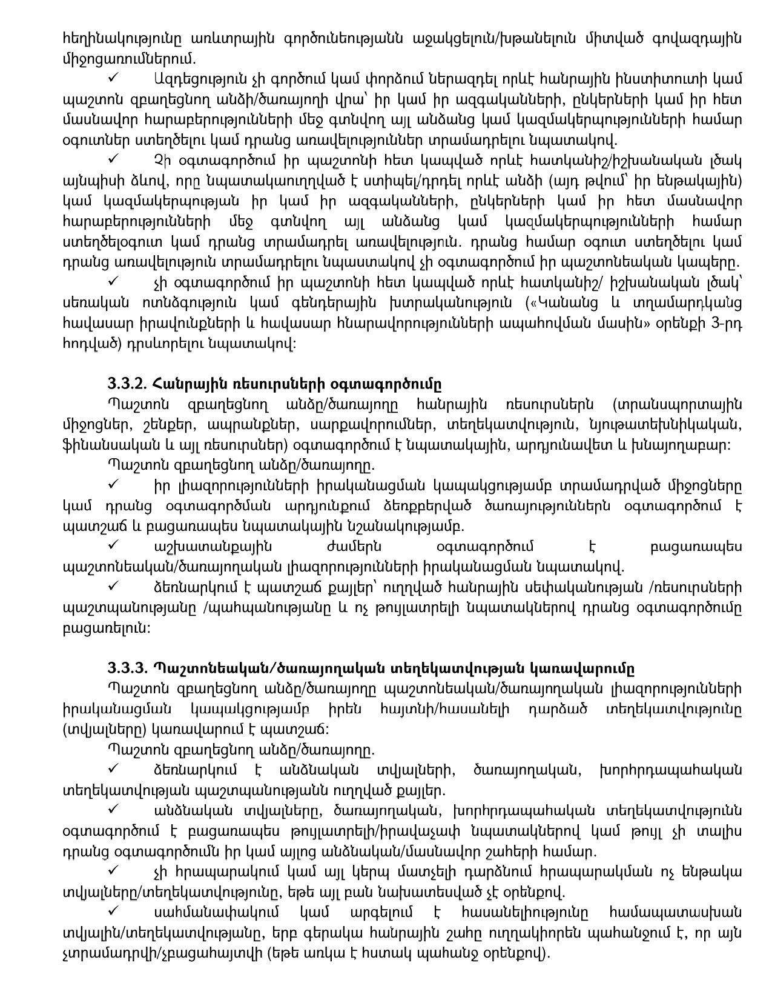 հեղինակությունը առևտրային գործունեությանն աջակցելուն/խթանելուն միտված գովազդային
միջոցառումներում.
✓ Ազդեցություն չի գործում կամ փորձում ներազդել որևէ հանրային ինստիտուտի կամ
պաշտոն զբաղեցնող անձի/ծառայողի վրա՝ իր կամ իր ազգականների, ընկերների կամ իր հետ
մասնավոր հարաբերությունների մեջ գտնվող այլ անձանց կամ կազմակերպությունների համար
օգուտներ ստեղծելու կամ դրանց առավելություններ տրամադրելու նպատակով.
✓ Չի օգտագործում իր պաշտոնի հետ կապված որևէ հատկանիշ/իշխանական լծակ
այնպիսի ձևով, որը նպատակաուղղված է ստիպել/դրդել որևէ անձի (այդ թվում՝ իր ենթակային)
կամ կազմակերպության իր կամ իր ազգականների, ընկերների կամ իր հետ մասնավոր
հարաբերությունների մեջ գտնվող այլ անձանց կամ կազմակերպությունների համար
ստեղծելօգուտ կամ դրանց տրամադրել առավելություն. դրանց համար օգուտ ստեղծելու կամ
դրանց առավելություն տրամադրելու նպաստակով չի օգտագործում իր պաշտոնեական կապերը.
✓ չի օգտագործում իր պաշտոնի հետ կապված որևէ հատկանիշ/ իշխանական լծակ՝
սեռական ոտնձգություն կամ գենդերային խտրականություն («Կանանց և տղամարդկանց
հավասար իրավունքների և հավասար հնարավորությունների ապահովման մասին» օրենքի 3-րդ
հոդված) դրսևորելու նպատակով:
3.3.2. Հանրային ռեսուրսների օգտագործումը
Պաշտոն զբաղեցնող անձը/ծառայողը հանրային ռեսուրսներն (տրանսպորտային
միջոցներ, շենքեր, ապրանքներ, սարքավորումներ, տեղեկատվություն, նյութատեխնիկական,
ֆինանսական և այլ ռեսուրսներ) օգտագործում է նպատակային, արդյունավետ և խնայողաբար:
Պաշտոն զբաղեցնող անձը/ծառայողը.
✓ իր լիազորությունների իրականացման կապակցությամբ տրամադրված միջոցները
կամ դրանց օգտագործման արդյունքում ձեռքբերված ծառայություններն օգտագործում է
պատշաճ և բացառապես նպատակային նշանակությամբ.
✓ աշխատանքային ժամերն օգտագործում է բացառապես
պաշտոնեական/ծառայողական լիազորությունների իրականացման նպատակով.
✓ ձեռնարկում է պատշաճ քայլեր՝ ուղղված հանրային սեփականության /ռեսուրսների
պաշտպանությանը /պահպանությանը և ոչ թույլատրելի նպատակներով դրանց օգտագործումը
բացառելուն:
3.3.3. Պաշտոնեական/ծառայողական տեղեկատվության կառավարումը
Պաշտոն զբաղեցնող անձը/ծառայողը պաշտոնեական/ծառայողական լիազորությունների
իրականացման կապակցությամբ իրեն հայտնի/հասանելի դարձած տեղեկատվությունը
(տվյալները) կառավարում է պատշաճ:
Պաշտոն զբաղեցնող անձը/ծառայողը.
✓ ձեռնարկում է անձնական տվյալների, ծառայողական, խորհրդապահական
տեղեկատվության պաշտպանությանն ուղղված քայլեր.
✓ անձնական տվյալները, ծառայողական, խորհրդապահական տեղեկատվությունն
օգտագործում է բացառապես թույլատրելի/իրավաչափ նպատակներով կամ թույլ չի տալիս
դրանց օգտագործումն իր կամ այլոց անձնական/մասնավոր շահերի համար.
✓ չի հրապարակում կամ այլ կերպ մատչելի դարձնում հրապարակման ոչ ենթակա
տվյալները/տեղեկատվությունը, եթե այլ բան նախատեսված չէ օրենքով.
✓ սահմանափակում կամ արգելում է հասանելիությունը համապատասխան
տվյալին/տեղեկատվությանը, երբ գերակա հանրային շահը ուղղակիորեն պահանջում է, որ այն
չտրամադրվի/չբացահայտվի (եթե առկա է հստակ պահանջ օրենքով).